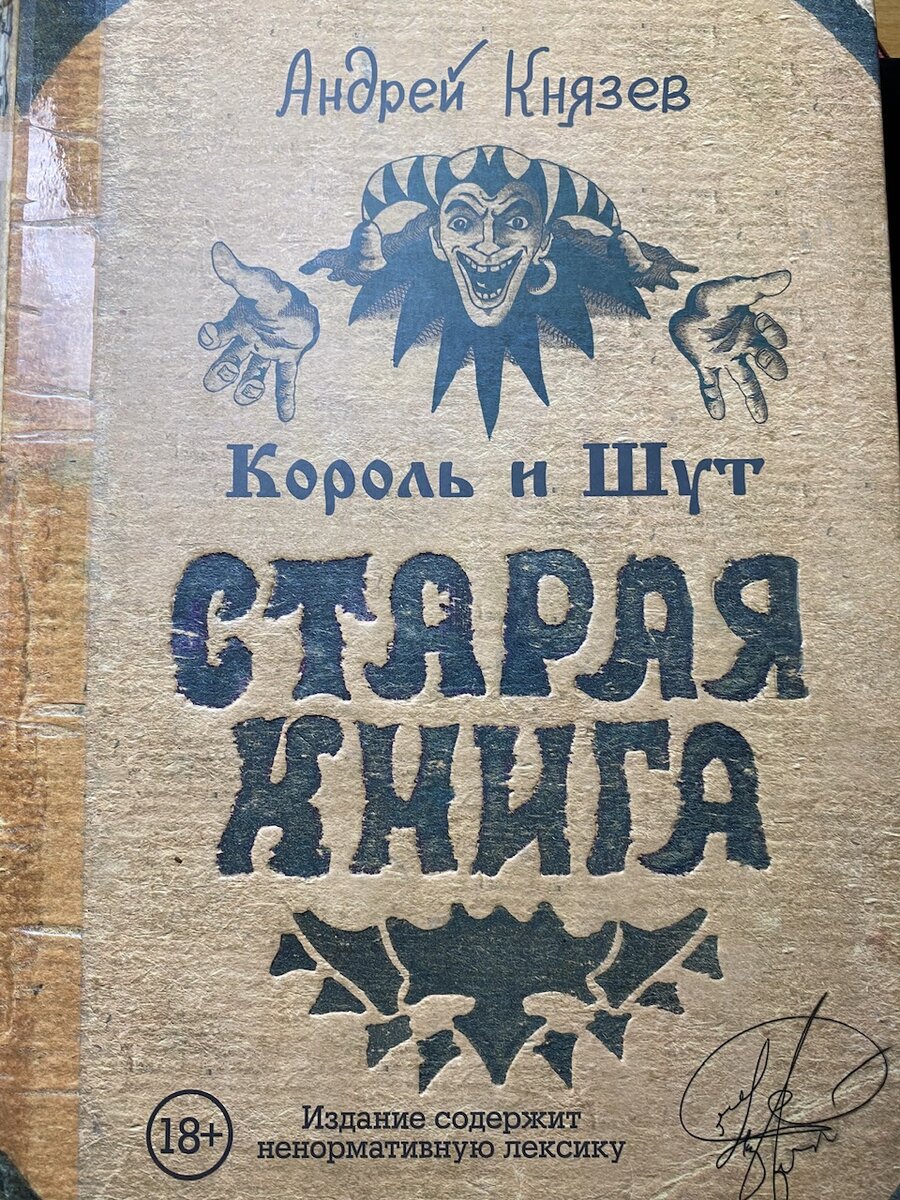 Андрей Князев
Король и Шут
СТАРАЯ
КНИГА
18+
Издание содержит
ненормативную лексику